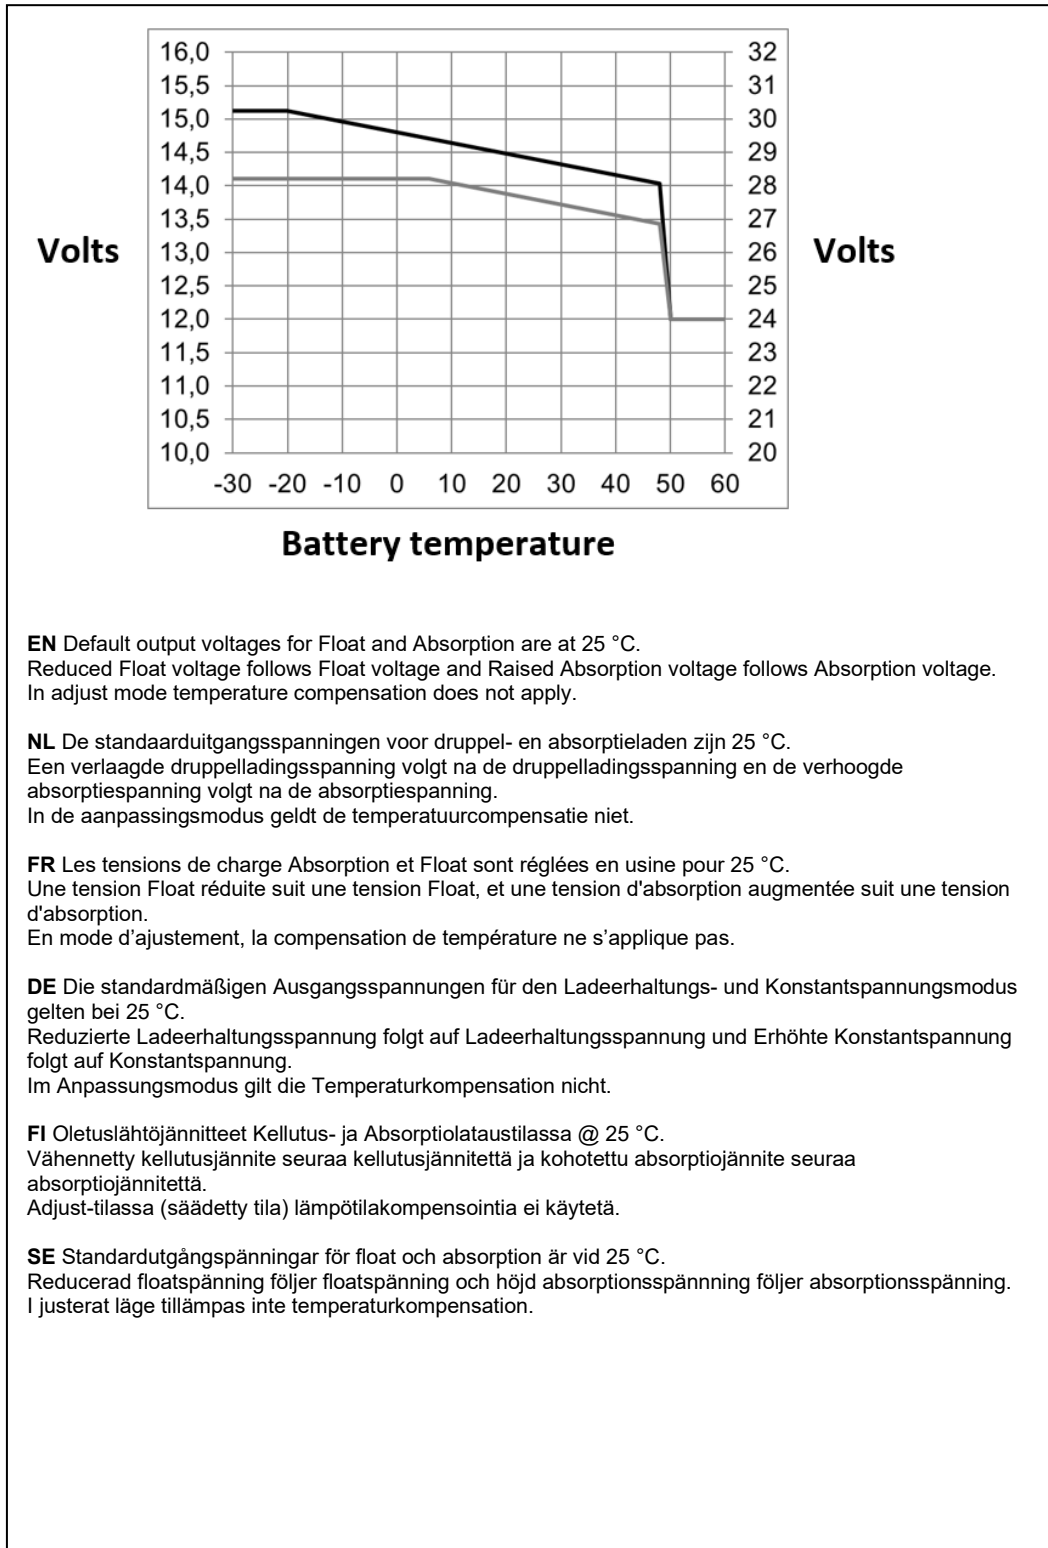 16,0 32
15,5 31
15,0 30
14,5 29
14,0 28
13,5 27
Volts 13,0 26 Volts
12,5 25
12,0 24
11,5 23
11,0 22
10,5 21
10,0 20
-30 -20 -10 0 10 20 30 40 50 60
Battery temperature
EN Default output voltages for Float and Absorption are at 25 °C.
Reduced Float voltage follows Float voltage and Raised Absorption voltage follows Absorption voltage.
In adjust mode temperature compensation does not apply.
NL De standaarduitgangsspanningen voor druppel- en absorptieladen zijn 25 °C.
Een verlaagde druppelladingsspanning volgt na de druppelladingsspanning en de verhoogde
absorptiespanning volgt na de absorptiespanning.
In de aanpassingsmodus geldt de temperatuurcompensatie niet.
FR Les tensions de charge Absorption et Float sont réglées en usine pour 25 °C.
Une tension Float réduite suit une tension Float, et une tension d'absorption augmentée suit une tension
d'absorption.
En mode d’ajustement, la compensation de température ne s’applique pas.
DE Die standardmäßigen Ausgangsspannungen für den Ladeerhaltungs- und Konstantspannungsmodus
gelten bei 25 °C.
Reduzierte Ladeerhaltungsspannung folgt auf Ladeerhaltungsspannung und Erhöhte Konstantspannung
folgt auf Konstantspannung.
Im Anpassungsmodus gilt die Temperaturkompensation nicht.
FI Oletuslähtöjännitteet Kellutus- ja Absorptiolataustilassa @ 25 °C.
Vähennetty kellutusjännite seuraa kellutusjännitettä ja kohotettu absorptiojännite seuraa
absorptiojännitettä.
Adjust-tilassa (säädetty tila) lämpötilakompensointia ei käytetä.
SE Standardutgångspänningar för float och absorption är vid 25 °C.
Reducerad floatspänning följer floatspänning och höjd absorptionsspännning följer absorptionsspänning.
I justerat läge tillämpas inte temperaturkompensation.